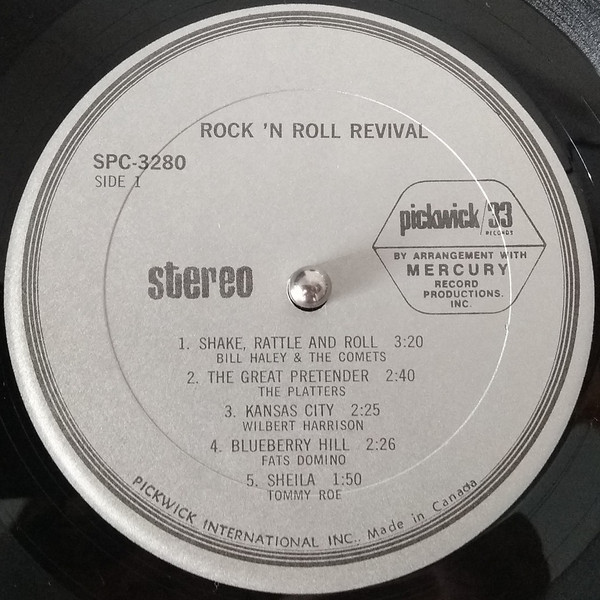 ROCK 'N ROLL REVIVAL
SPC-3280
SIDE 1
pickwick/33
RECORDS
BY ARRANGEMENT WITH
MERCURY
RECORD
PRODUCTIONS.
INC.
stereo
1. SHAKE, RATTLE AND ROLL 3:20
BILL HALEY & THE COMETS
2. THE GREAT PRETENDER 2:40
THE PLATTERS
3. KANSAS CITY 2:25
WILBERT HARRISON
4. BLUEBERRY HILL 2:26
FATS DOMINO
5. SHEILA 1:50
TOMMY ROE
PICKWICK INTERNATIONAL INC., Made in Canada